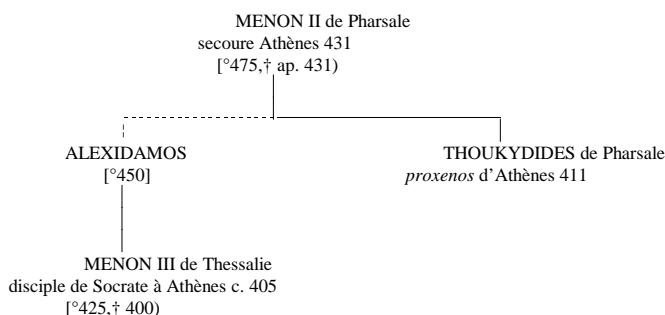 MENON II de Pharsale
secoure Athènes 431
[°475,† ap. 431)
ALEXIDAMOS
[°450]
THOUKYDIDES de Pharsale
proxenos d’Athènes 411
MENON III de Thessalie
disciple de Socrate à Athènes c. 405
[°425,† 400)